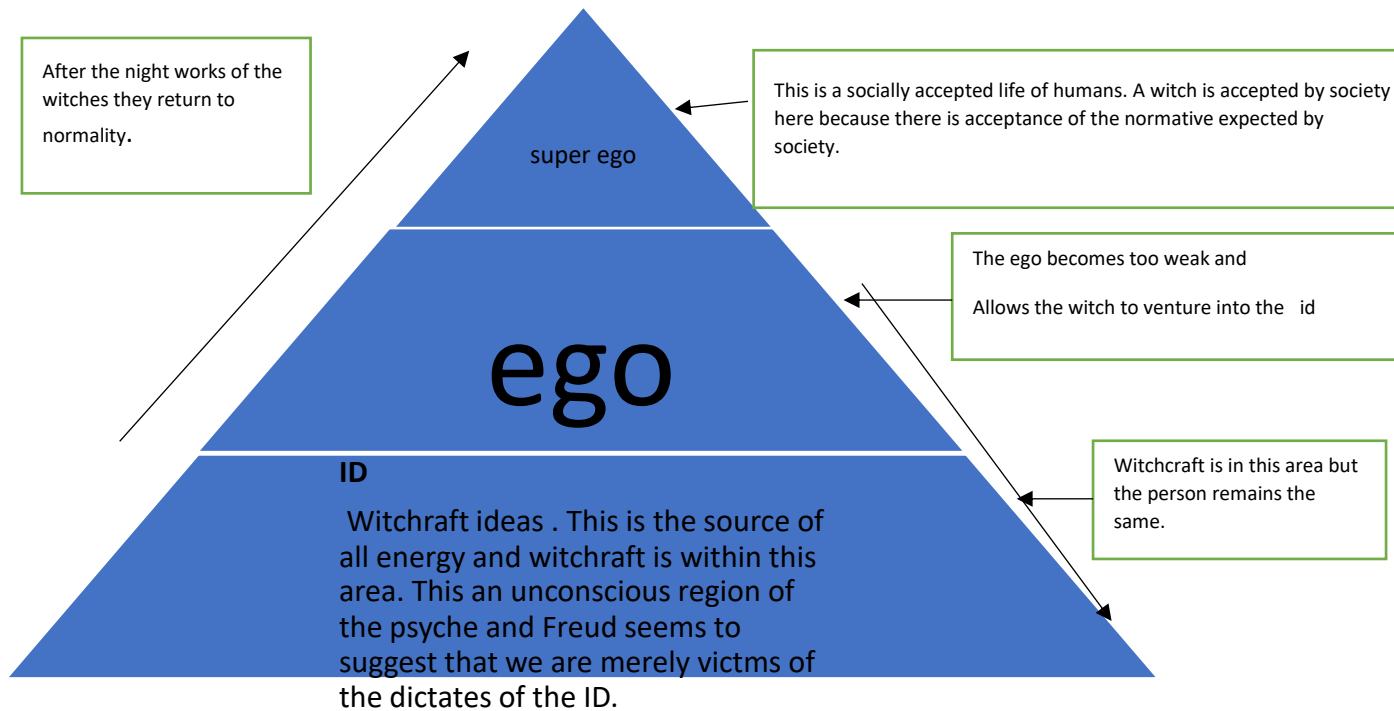 After the night works of the
witches they return to
normality.
This is a socially accepted life of humans. A witch is accepted by society
here because there is acceptance of the normative expected by
society.
super ego
The ego becomes too weak and
Allows the witch to venture into the id
ego
Witchcraft is in this area but
the person remains the
same.
ID
Witchraft ideas . This is the source of
all energy and witchraft is within this
area. This an unconscious region of
the psyche and Freud seems to
suggest that we are merely victms of
the dictates of the ID.